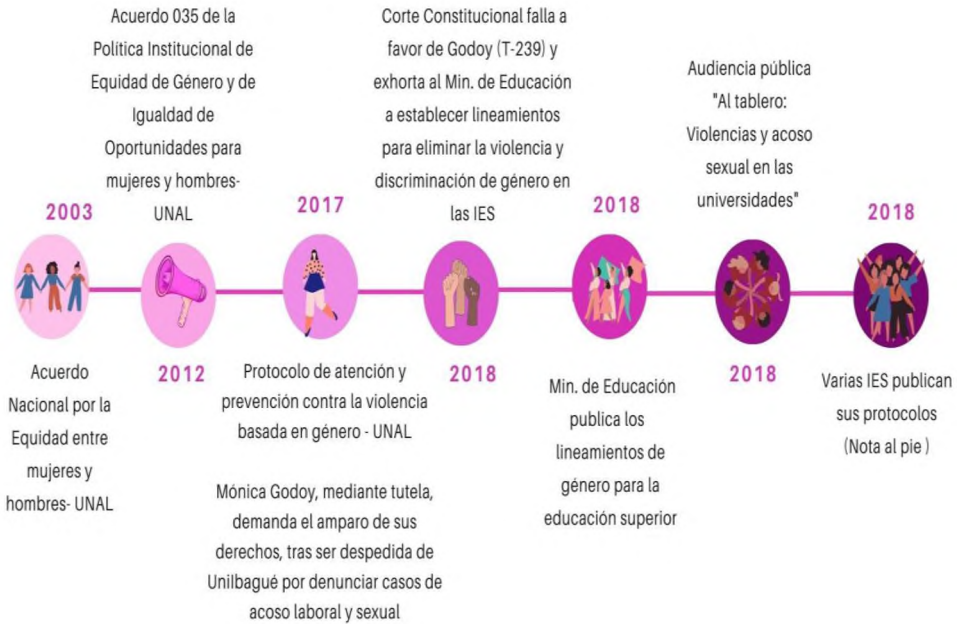 2003
Acuerdo
Nacional por la
Equidad entre
mujeres y
hombres- UNAL
Acuerdo 035 de la
Política Institucional de
Equidad de Género y de
Igualdad de
Oportunidades para
mujeres y hombres-
UNAL
2012
2017
Protocolo de atención y
prevención contra la violencia
basada en género - UNAL
Mónica Godoy, mediante tutela,
demanda el amparo de sus
derechos, tras ser despedida de
Unilbagué por denunciar casos de
acoso laboral y sexual
Corte Constitucional falla a
favor de Godoy (T-239) y
exhorta al Min. de Educación
a establecer lineamientos
para eliminar la violencia y
discriminación de género en
las IES
2018
2018
Min. de Educación
publica los
lineamientos de
género para la
educación superior
Audiencia pública
"Al tablero:
Violencias y acoso
sexual en las
universidades"
2018
2018
Varias IES publican
sus protocolos
(Nota al pie )